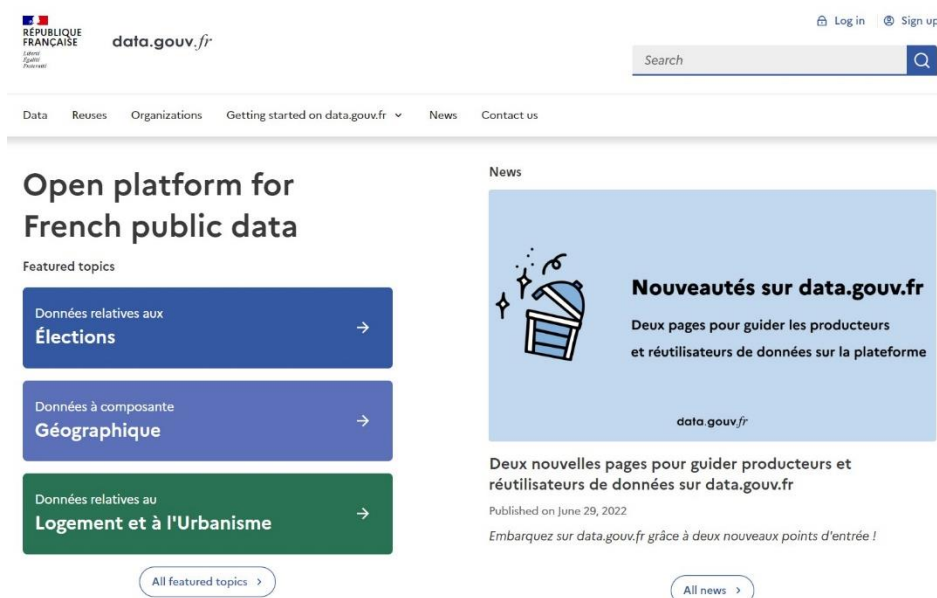 RÉPUBLIQUE
FRANÇAISE
Liberté
Égalité
Fraternité
data.gouv.fr
Log in
Sign up
Search
Data
Reuses
Organizations
Getting started on data.gouv.fr
News
Contact us
Open platform for
French public data
Featured topics
Données relatives aux
Élections
Données à composante
Géographique
Données relatives au
Logement et à l'Urbanisme
All featured topics
News
Nouveautés sur data.gouv.fr
Deux pages pour guider les producteurs
et réutilisateurs de données sur la plateforme
data.gouv.fr
Deux nouvelles pages pour guider producteurs et
réutilisateurs de données sur data.gouv.fr
Published on June 29, 2022
Embarquez sur data.gouv.fr grâce à deux nouveaux points d'entrée !
All news